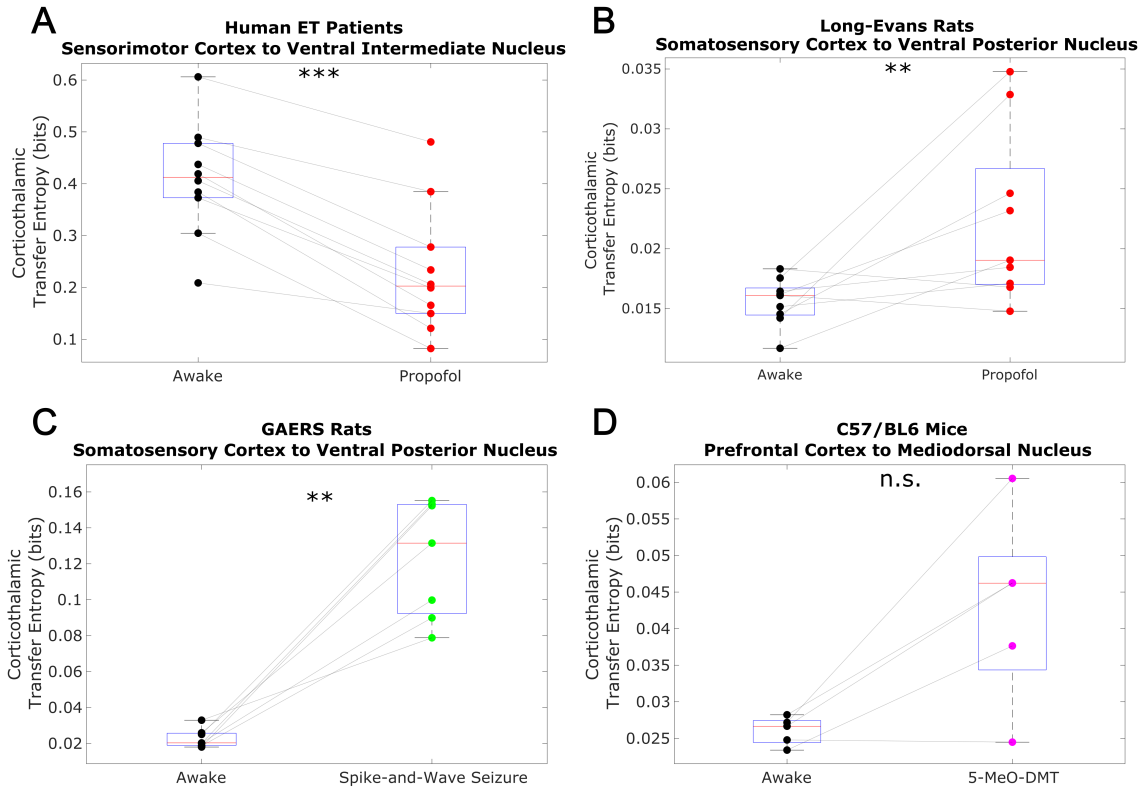 A
Human ET Patients
Sensorimotor Cortex to Ventral Intermediate Nucleus
***
Corticothalamic
Transfer Entropy (bits)
0.6
0.5
0.4
0.3
0.2
0.1
Awake
Propofol
B
Long-Evans Rats
Somatosensory Cortex to Ventral Posterior Nucleus
**
Corticothalamic
Transfer Entropy (bits)
0.035
0.03
0.025
0.02
0.015
Awake
Propofol
C
GAERS Rats
Somatosensory Cortex to Ventral Posterior Nucleus
**
Corticothalamic
Transfer Entropy (bits)
0.16
0.14
0.12
0.1
0.08
0.06
0.04
0.02
Awake
Spike-and-Wave Seizure
D
C57/BL6 Mice
Prefrontal Cortex to Mediodorsal Nucleus
n.s.
Corticothalamic
Transfer Entropy (bits)
0.06
0.055
0.05
0.045
0.04
0.035
0.03
0.025
Awake
5-MeO-DMT